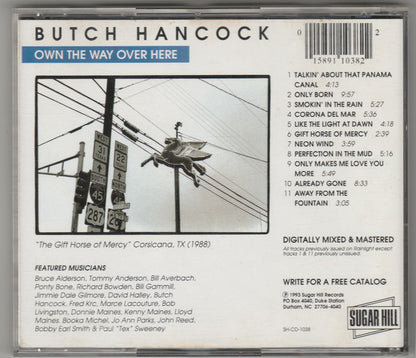 BUTCH HANCOCK
OWN THE WAY OVER HERE
0 15891 10382 2
1 TALKIN' ABOUT THAT PANAMA
CANAL 4:13
2 ONLY BORN 9:57
3 SMOKIN' IN THE RAIN 5:27
4 CORONA DEL MAR 5:36
5 LIKE THE LIGHT AT DAWN 4:18
6 GIFT HORSE OF MERCY 2:39
7 NEON WIND 3:59
8 PERFECTION IN THE MUD 5:16
9 ONLY MAKES ME LOVE YOU
MORE 5:49
10 ALREADY GONE 8:33
11 AWAY FROM THE
FOUNTAIN 3:05
31
22
45
287
31
"The Gift Horse of Mercy" Corsicana, TX (1988)
FEATURED MUSICIANS
Bruce Alderson, Tommy Anderson, Bill Averbach,
Ponty Bone, Richard Bowden, Bill Gammill,
Jimmie Dale Gilmore, David Halley, Butch
Hancock, Fred Krc, Marce Lacouture, Bob
Livingston, Donnie Maines, Kenny Maines, Lloyd
Maines, Booka Michel, Jo Ann Parks, John Reed,
Bobby Earl Smith & Paul "Tex" Sweeney
DIGITALLY MIXED & MASTERED
All tracks previously issued on Rainlight except
tracks 1 & 11 previously unissued.
WRITE FOR A FREE CATALOG
℗ 1993 Sugar Hill Records
PO Box 4040, Duke Station
Durham, NC 27706-4040
SH-CD-1038
SUGAR HILL